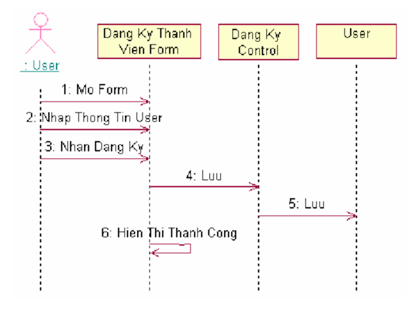 Dang Ky Thanh
Vien Form
Dang Ky
Control
User
: User
1: Mo Form
2: Nhap Thong Tin User
3: Nhan Dang Ky
4: Luu
5: Luu
6: Hien Thi Thanh Cong